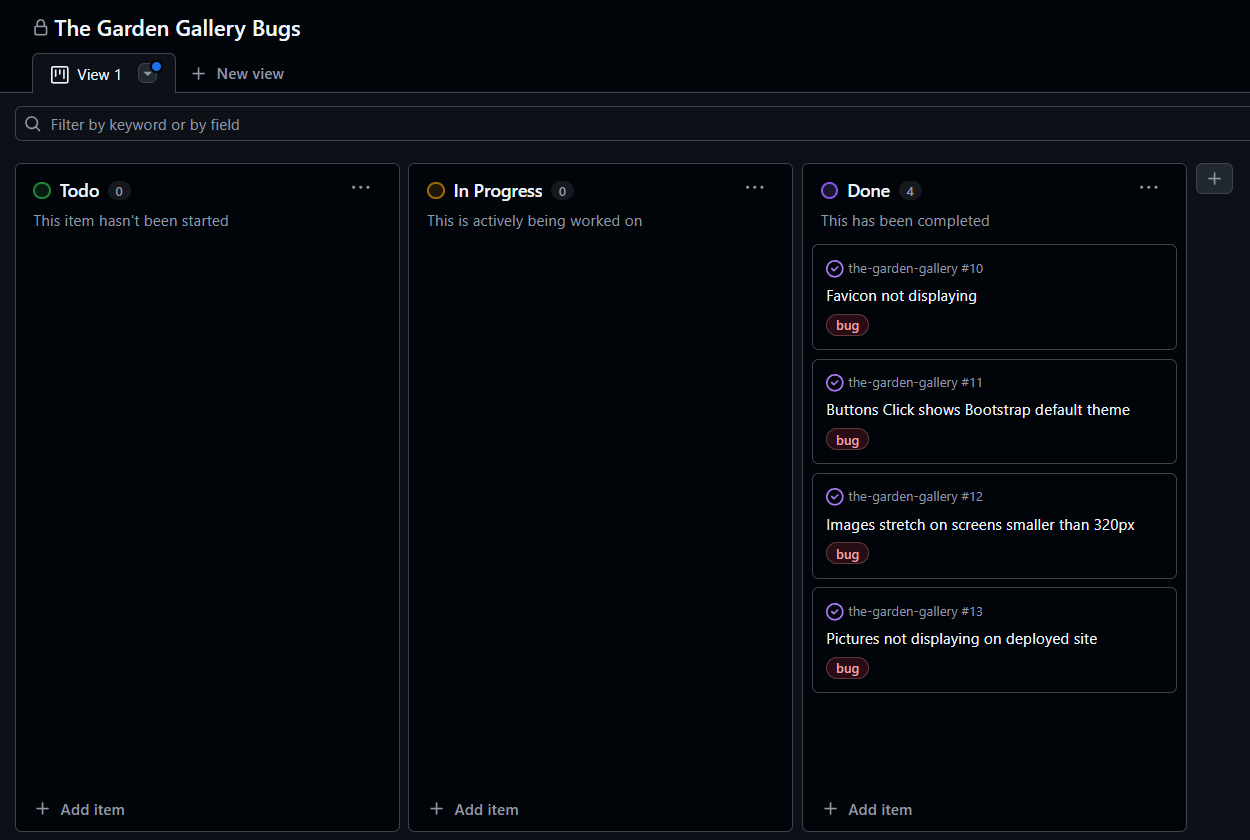 The Garden Gallery Bugs
View 1
New view
Filter by keyword or by field
Todo 0
This item hasn't been started
Add item
In Progress 0
This is actively being worked on
Add item
Done 4
This has been completed
the-garden-gallery #10
Favicon not displaying
bug
the-garden-gallery #11
Buttons Click shows Bootstrap default theme
bug
the-garden-gallery #12
Images stretch on screens smaller than 320px
bug
the-garden-gallery #13
Pictures not displaying on deployed site
bug
Add item